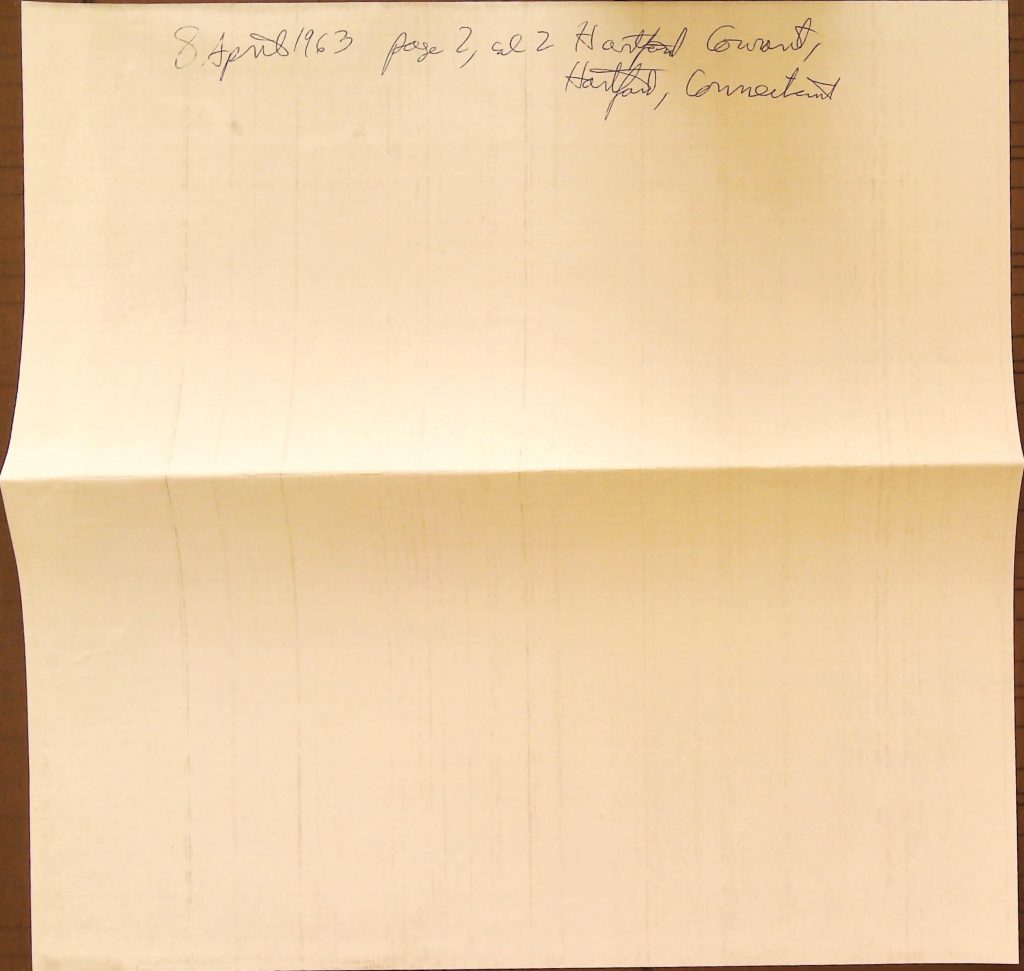 8 April 1963 page 2, col 2 Hartford Courant,
Hartford, Connecticut